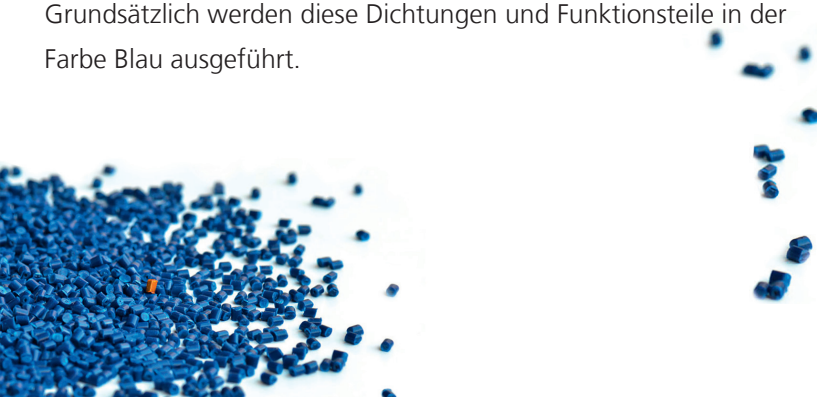 Grundsätzlich werden diese Dichtungen und Funktionsteile in der
Farbe Blau ausgeführt.